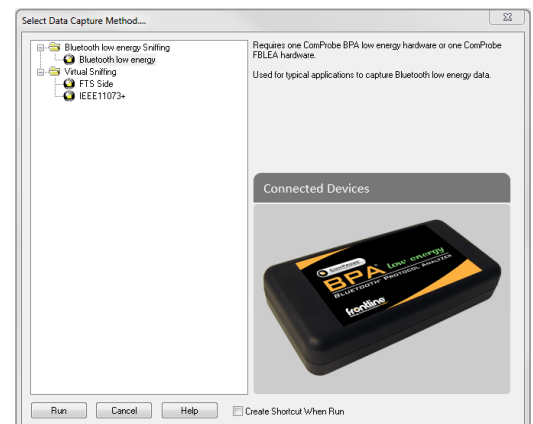 Select Data Capture Method....
Bluetooth low energy Sniffing
Bluetooth low energy
Virtual Sniffing
FTS Side
IEEE11073+
Requires one ComProbe BPA low energy hardware or one ComProbe
FBLEA hardware.
Used for typical applications to capture Bluetooth low energy data.
Connected Devices
COMPROBE
BPA low energy
BLUETOOTH® PROTOCOL ANALYZER
frontline
Run Cancel Help Create Shortcut When Run